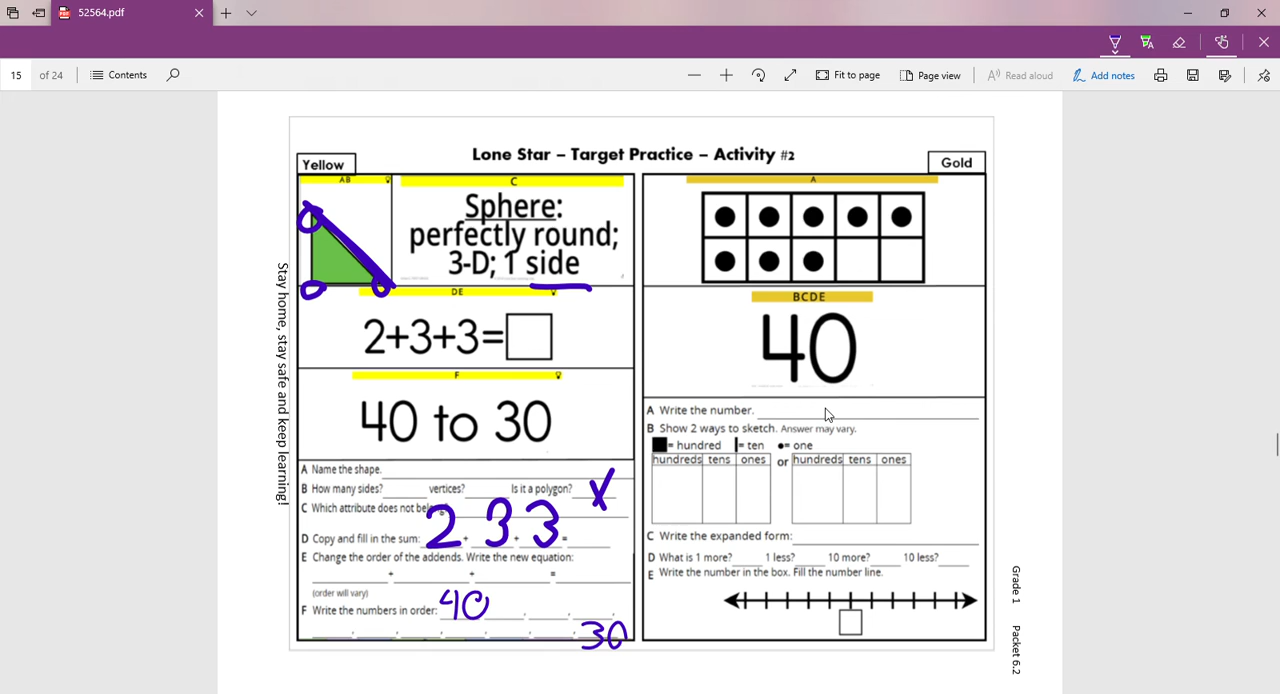 52564.pdf
15 of 24 Contents Fit to page Page view Read aloud Add notes
Lone Star – Target Practice – Activity #2
Yellow
AB
C
Sphere:
perfectly round;
3-D; 1 side
DE
2+3+3=
F
40 to 30
A Name the shape.
B How many sides? vertices? Is it a polygon?
C Which attribute does not belong?
D Copy and fill in the sum: 2 + 3 + 3 =
E Change the order of the addends. Write the new equation:
+ + =
(order will vary)
F Write the numbers in order: 40 , , ,
, , , , , , 30
Gold
A
BCDE
40
A Write the number.
B Show 2 ways to sketch. Answer may vary.
= hundred = ten = one
hundreds tens ones or hundreds tens ones
C Write the expanded form:
D What is 1 more? 1 less? 10 more? 10 less?
E Write the number in the box. Fill the number line.
Stay home, stay safe and keep learning!
Grade 1 Packet 6.2